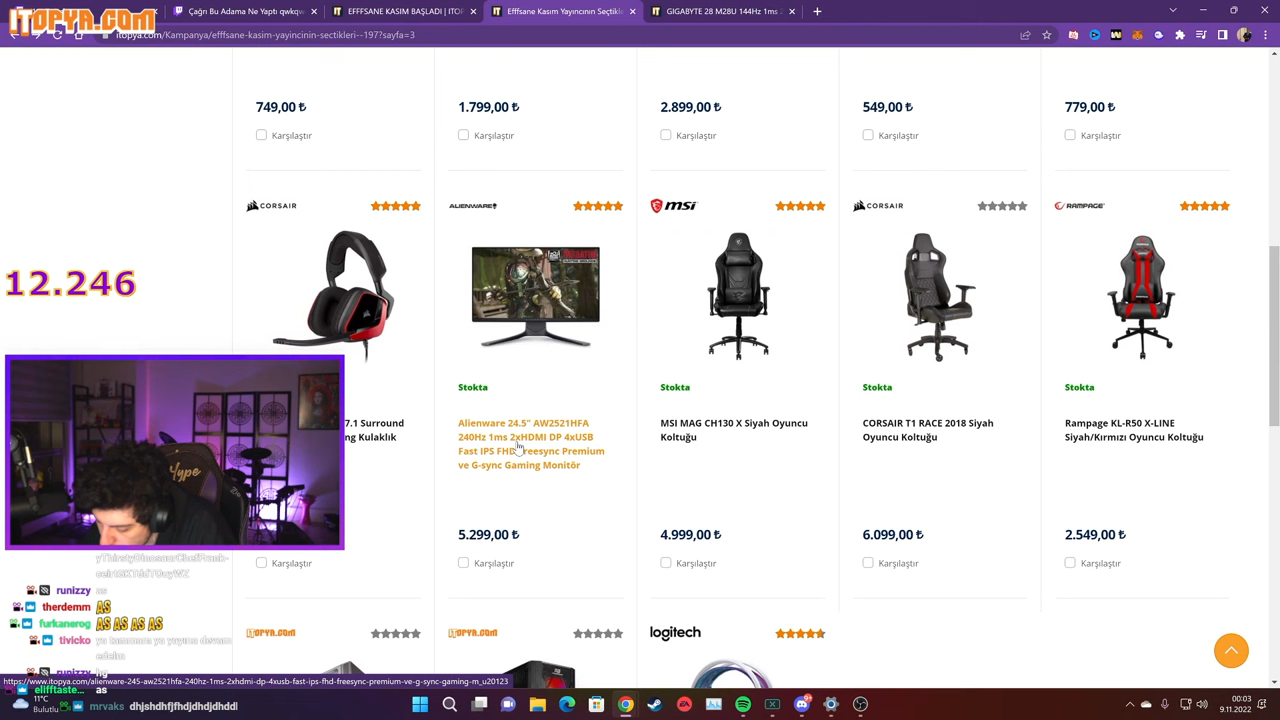 iTOPYA.COM
Çağrı Bu Adama Ne Yaptı qwkqw
EFFFSANE KASIM BAŞLADI | ITOP
Efffsane Kasım Yayıncının Seçtikle
GIGABYTE 28 M28U 144Hz 1ms
itopya.com/Kampanya/efffsane-kasim-yayincinin-sectikleri--197?sayfa=3
749,00 ₺
1.799,00 ₺
2.899,00 ₺
549,00 ₺
779,00 ₺
Karşılaştır
Karşılaştır
Karşılaştır
Karşılaştır
Karşılaştır
CORSAIR
ALIENWARE
msi
CORSAIR
RAMPAGE
12.246
Stokta
Stokta
Stokta
Stokta
7.1 Surround
ng Kulaklık
Alienware 24.5" AW2521HFA
240Hz 1ms 2xHDMI DP 4xUSB
Fast IPS FHD Freesync Premium
ve G-sync Gaming Monitör
MSI MAG CH130 X Siyah Oyuncu
Koltuğu
CORSAIR T1 RACE 2018 Siyah
Oyuncu Koltuğu
Rampage KL-R50 X-LINE
Siyah/Kırmızı Oyuncu Koltuğu
Yype
5.299,00 ₺
4.999,00 ₺
6.099,00 ₺
2.549,00 ₺
Karşılaştır
Karşılaştır
Karşılaştır
Karşılaştır
Karşılaştır
runizzy as
therdemm AS
furkanerog AS AS AS AS
tivicko ya tanımıara ya yayına devam
edelim
runizzy hg
elifftaste... as
mrvaks dhjshdhfjfhdjdhdjdhddl
iTOPYA.COM
iTOPYA.COM
logitech
https://www.itopya.com/alienware-245-aw2521hfa-240hz-1ms-2xhdmi-dp-4xusb-fast-ips-fhd-freesync-premium-ve-g-sync-gaming-m_u20123
11°C
Bulutlu
00:03
9.11.2022